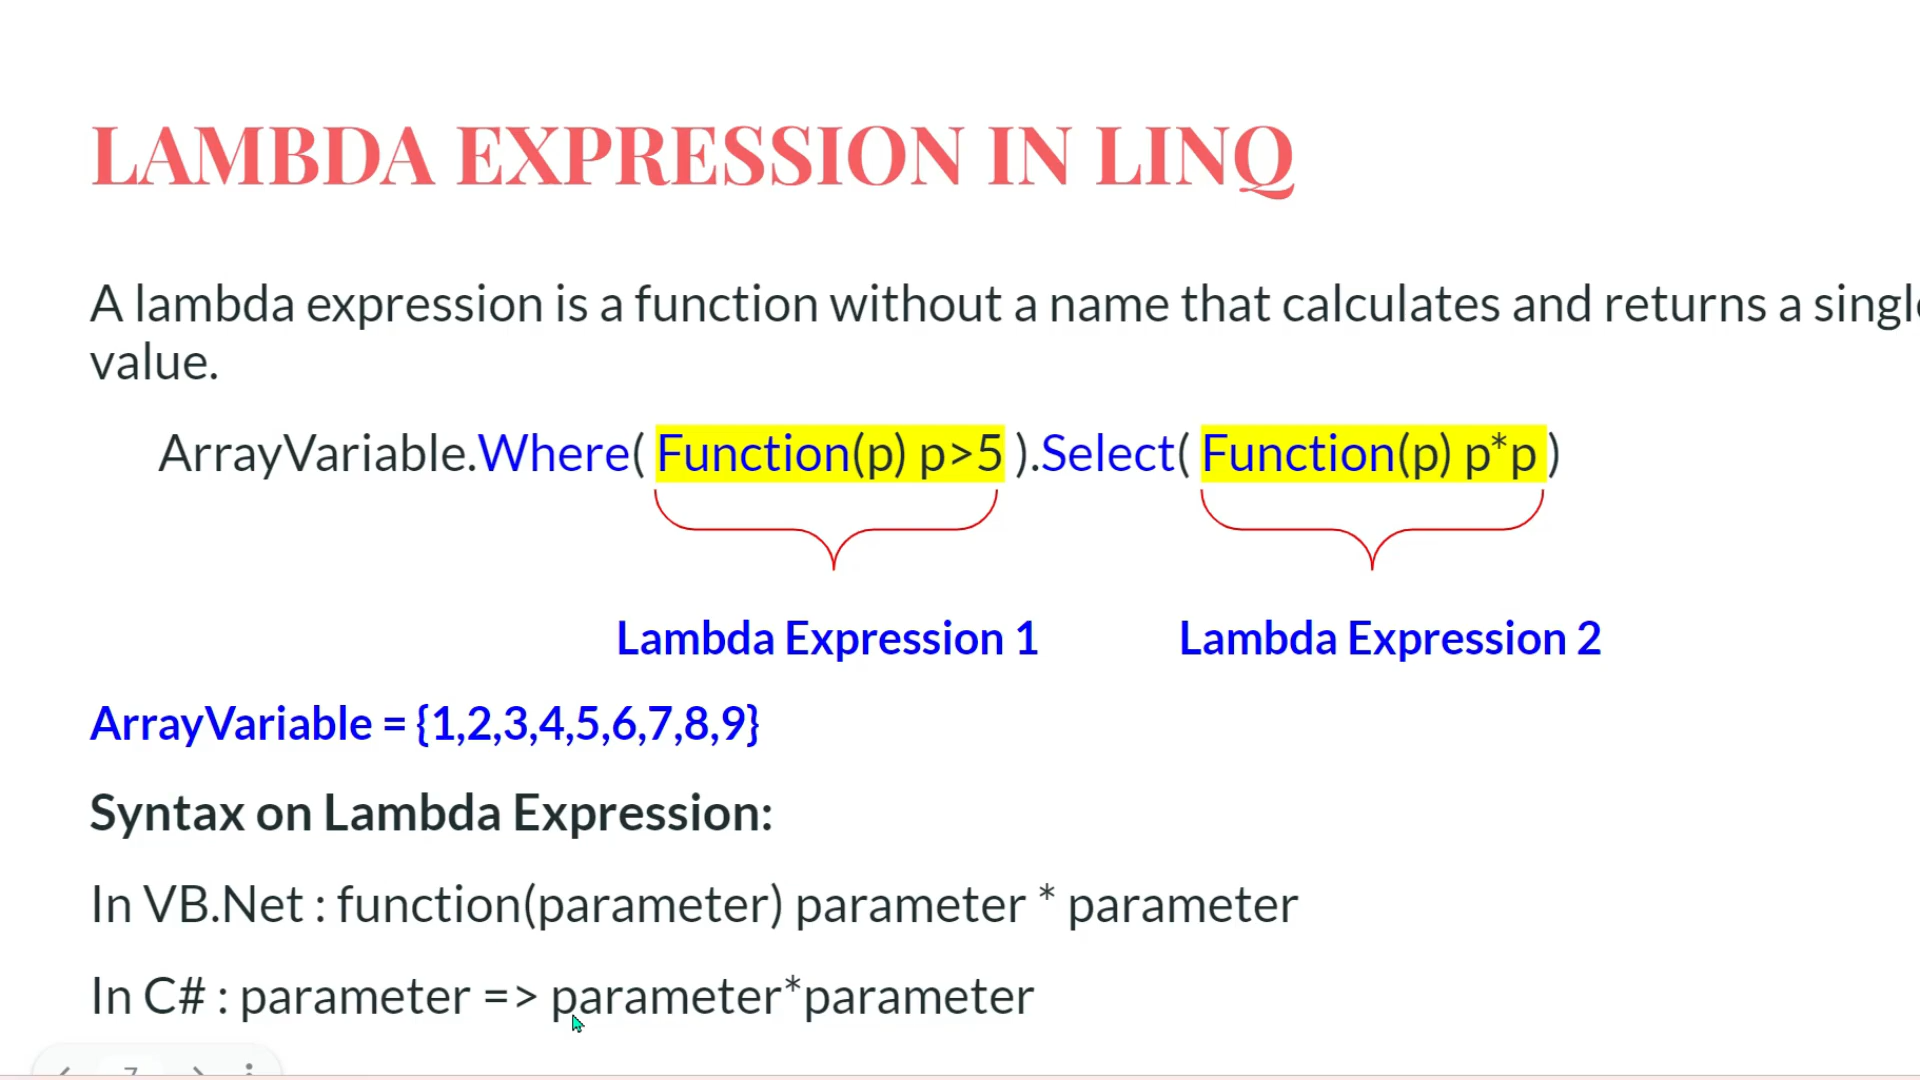 LAMBDA EXPRESSION IN LINQ
A lambda expression is a function without a name that calculates and returns a
value.
ArrayVariable.Where( Function(p) p>5 ).Select( Function(p) p*p )
Lambda Expression 1 Lambda Expression 2
ArrayVariable = {1,2,3,4,5,6,7,8,9}
Syntax on Lambda Expression:
In VB.Net : function(parameter) parameter * parameter
In C# : parameter => parameter*parameter
7